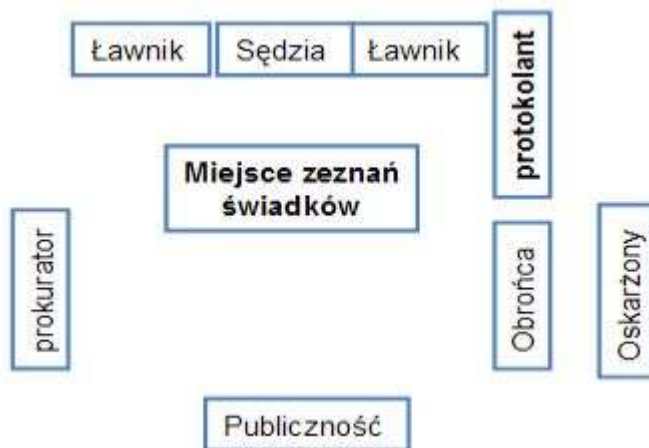 Ławnik
Sędzia
Ławnik
protokolant
Miejsce zeznań
świadków
prokurator
Obrońca
Oskarżony
Publiczność